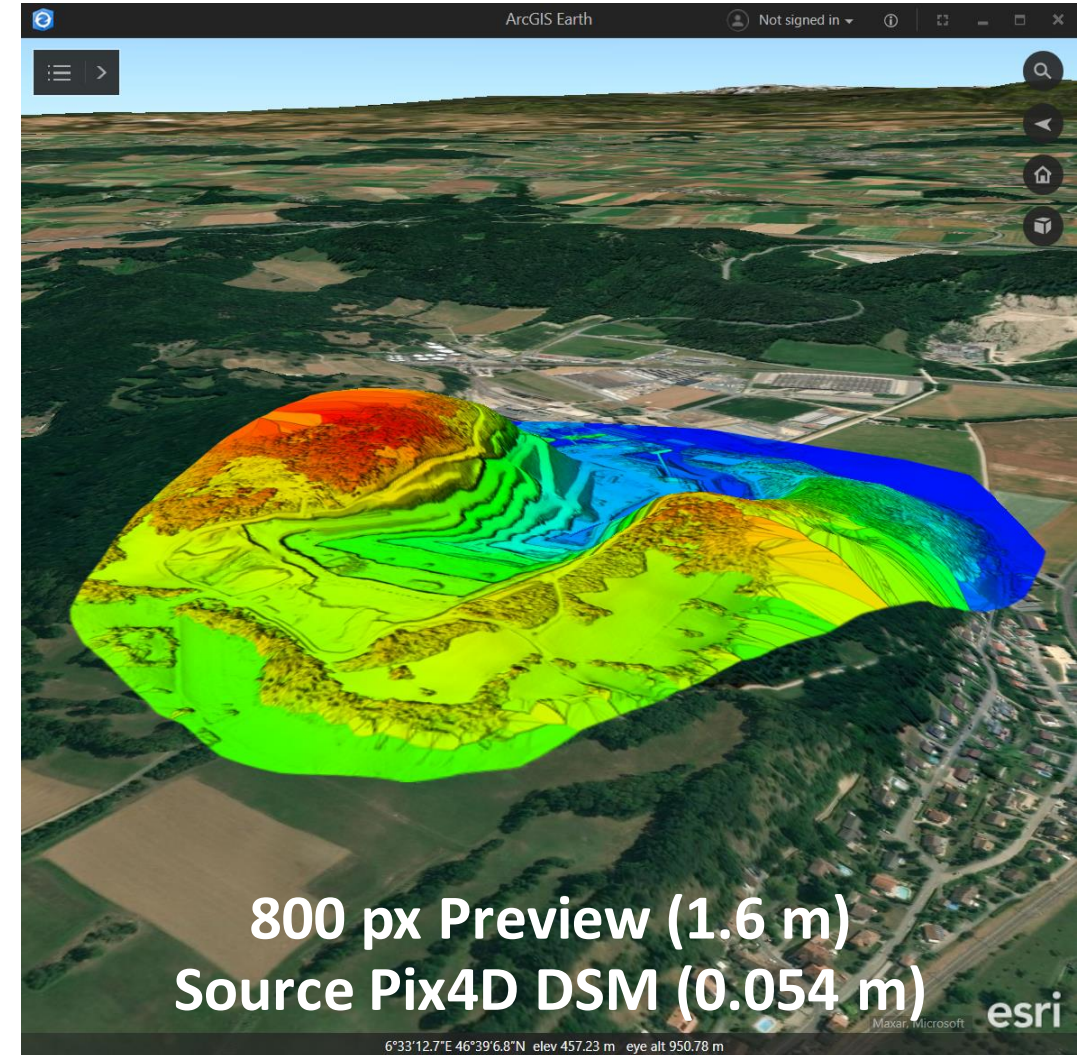 ArcGIS Earth
Not signed in
800 px Preview (1.6 m)
Source Pix4D DSM (0.054 m)
Maxar, Microsoft
esri
6°33'12.7"E 46°39'6.8"N elev 457.23 m eye alt 950.78 m